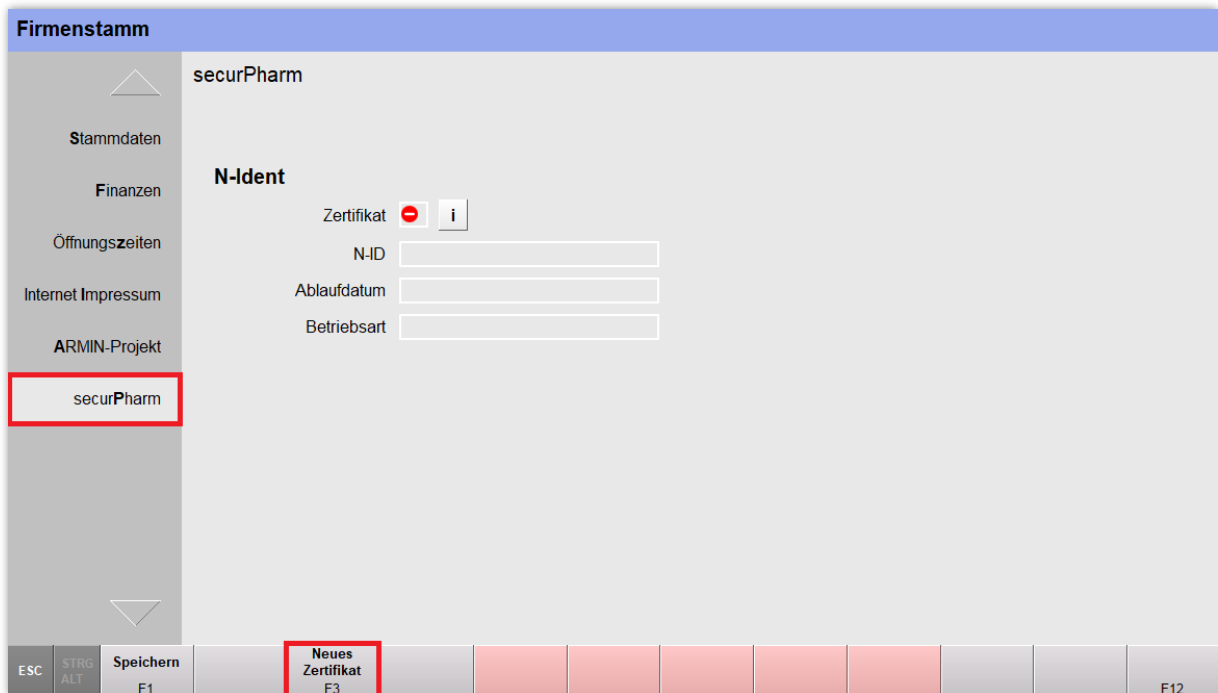 Firmenstamm
securPharm
Stammdaten
Finanzen
Öffnungszeiten
Internet Impressum
ARMIN-Projekt
securPharm
N-Ident
Zertifikat i
N-ID
Ablaufdatum
Betriebsart
ESC
STRG
ALT
Speichern
F1
Neues
Zertifikat
F3
F12